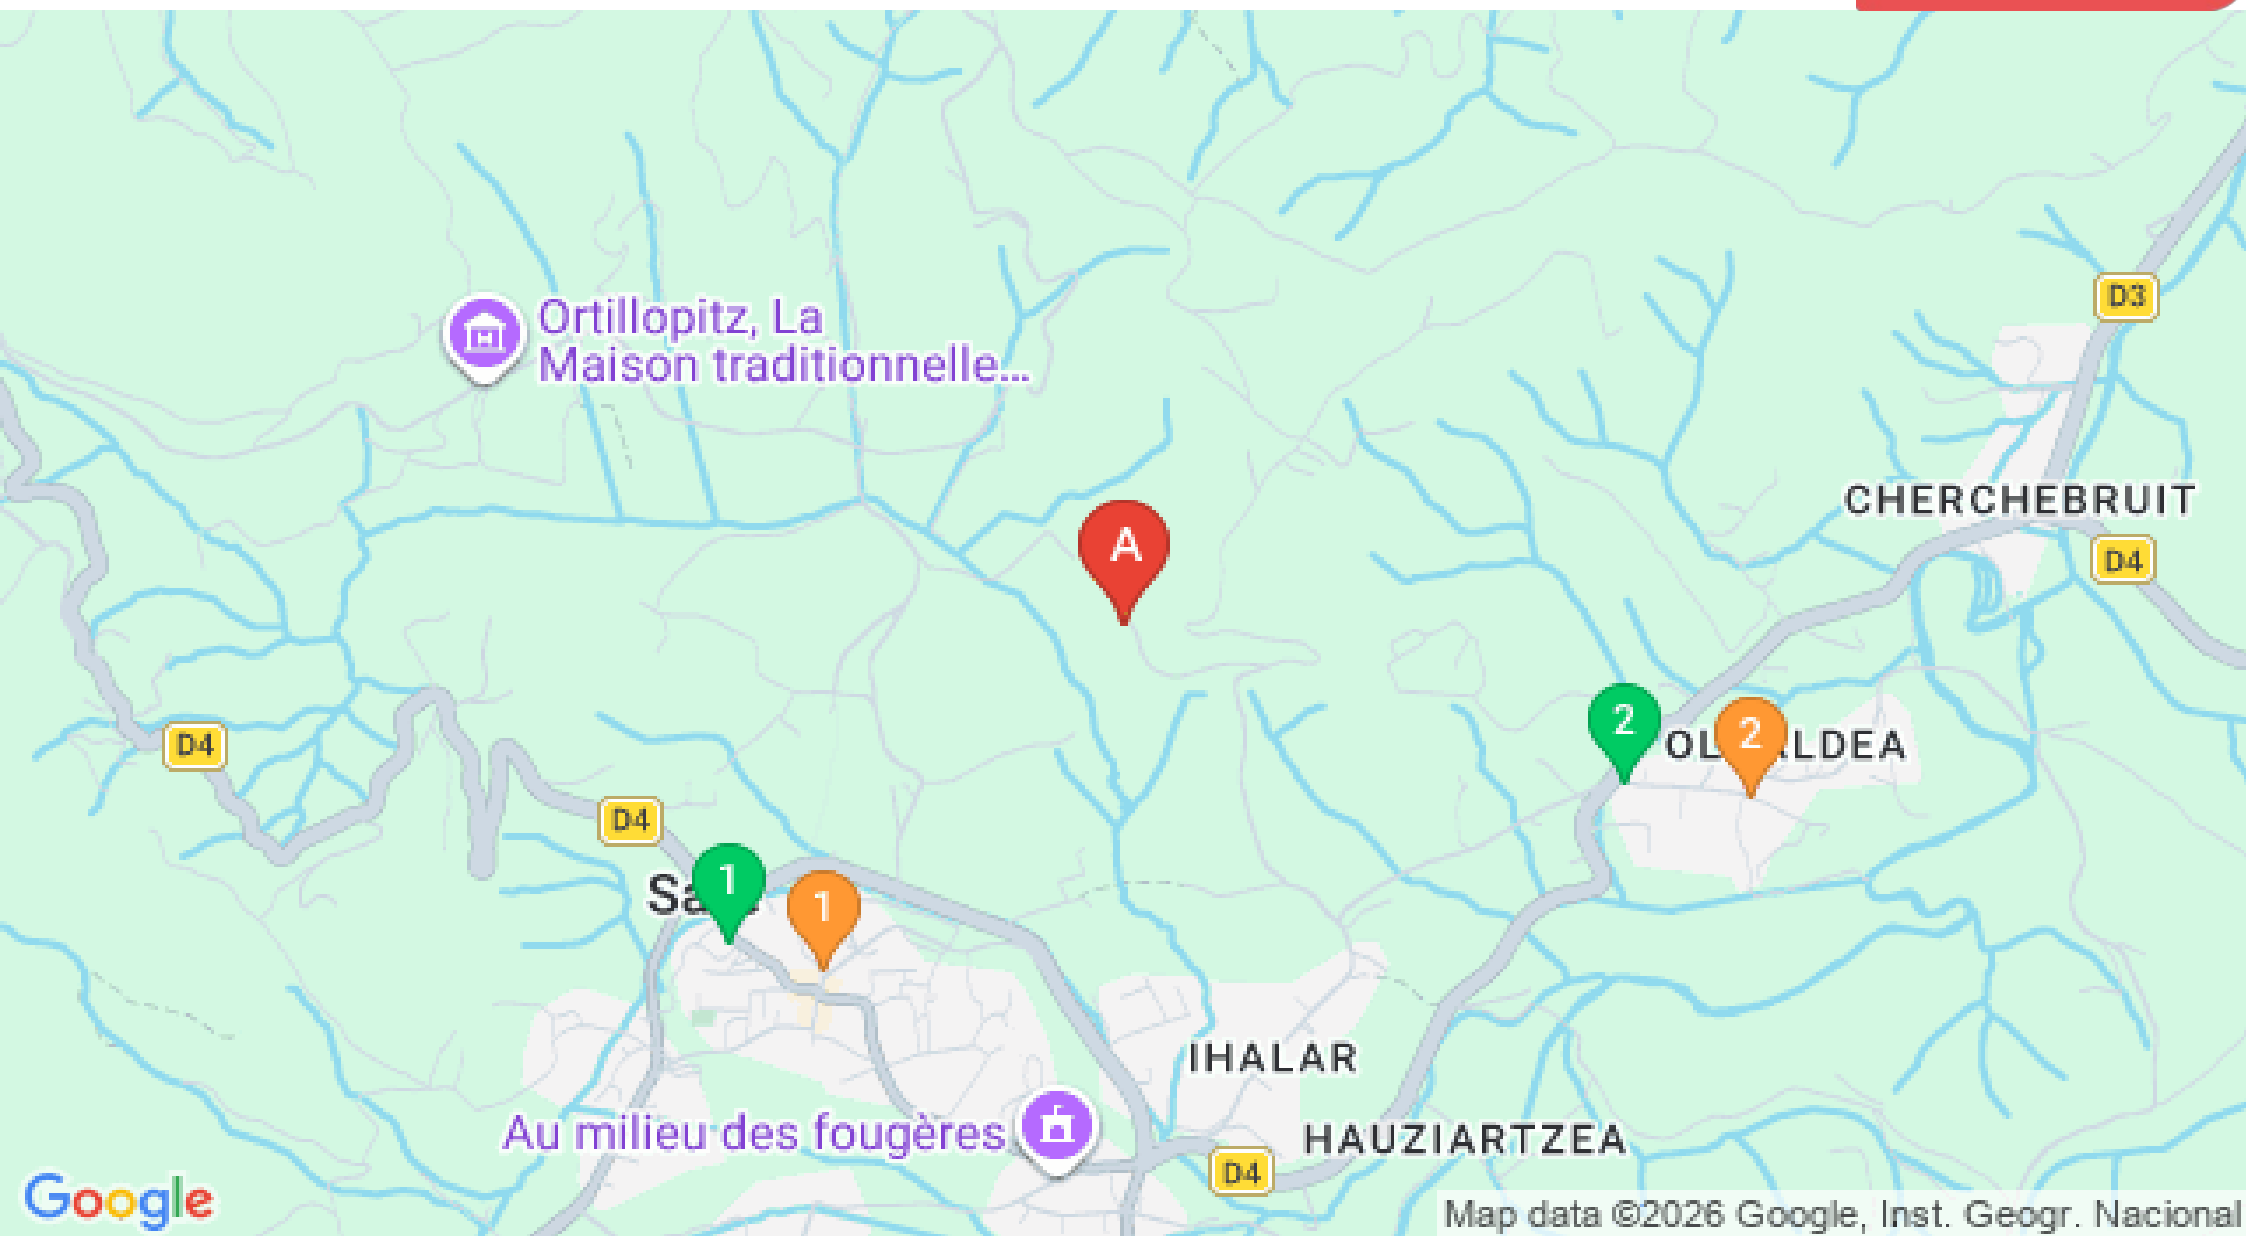 Ortillopitz, La
Maison traditionnelle...
D3
CHERCHEBRUIT
A
D4
2
2
D4
D4
1
1
IHALAR
Au milieu des fougères
HAUZIARTZEA
D4
Google
Map data ©2026 Google, Inst. Geogr. Nacional